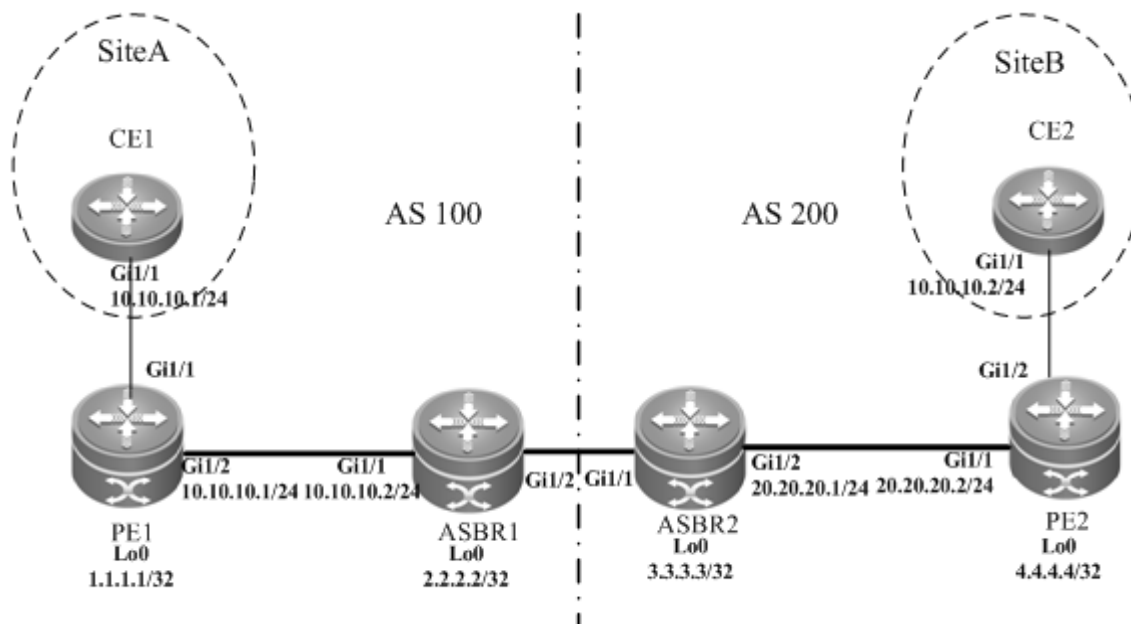 SiteA
SiteB
CE1
CE2
AS 100
AS 200
Gi1/1
10.10.10.1/24
Gi1/1
10.10.10.2/24
Gi1/1
Gi1/2
Gi1/2
10.10.10.1/24
Gi1/1
10.10.10.2/24
Gi1/2
Gi1/1
Gi1/2
20.20.20.1/24
Gi1/1
20.20.20.2/24
PE1
Lo0
1.1.1.1/32
ASBR1
Lo0
2.2.2.2/32
ASBR2
Lo0
3.3.3.3/32
PE2
Lo0
4.4.4.4/32